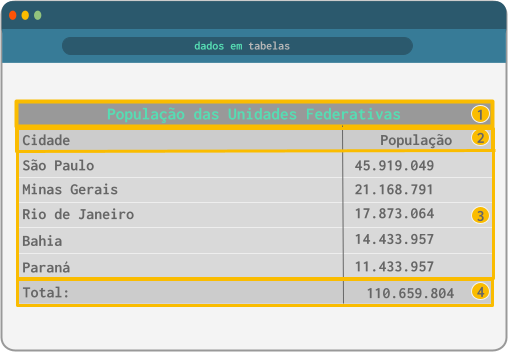 dados em tabelas
População das Unidades Federativas 1
Cidade População 2
São Paulo 45.919.049
Minas Gerais 21.168.791
Rio de Janeiro 17.873.064 3
Bahia 14.433.957
Paraná 11.433.957
Total: 110.659.804 4